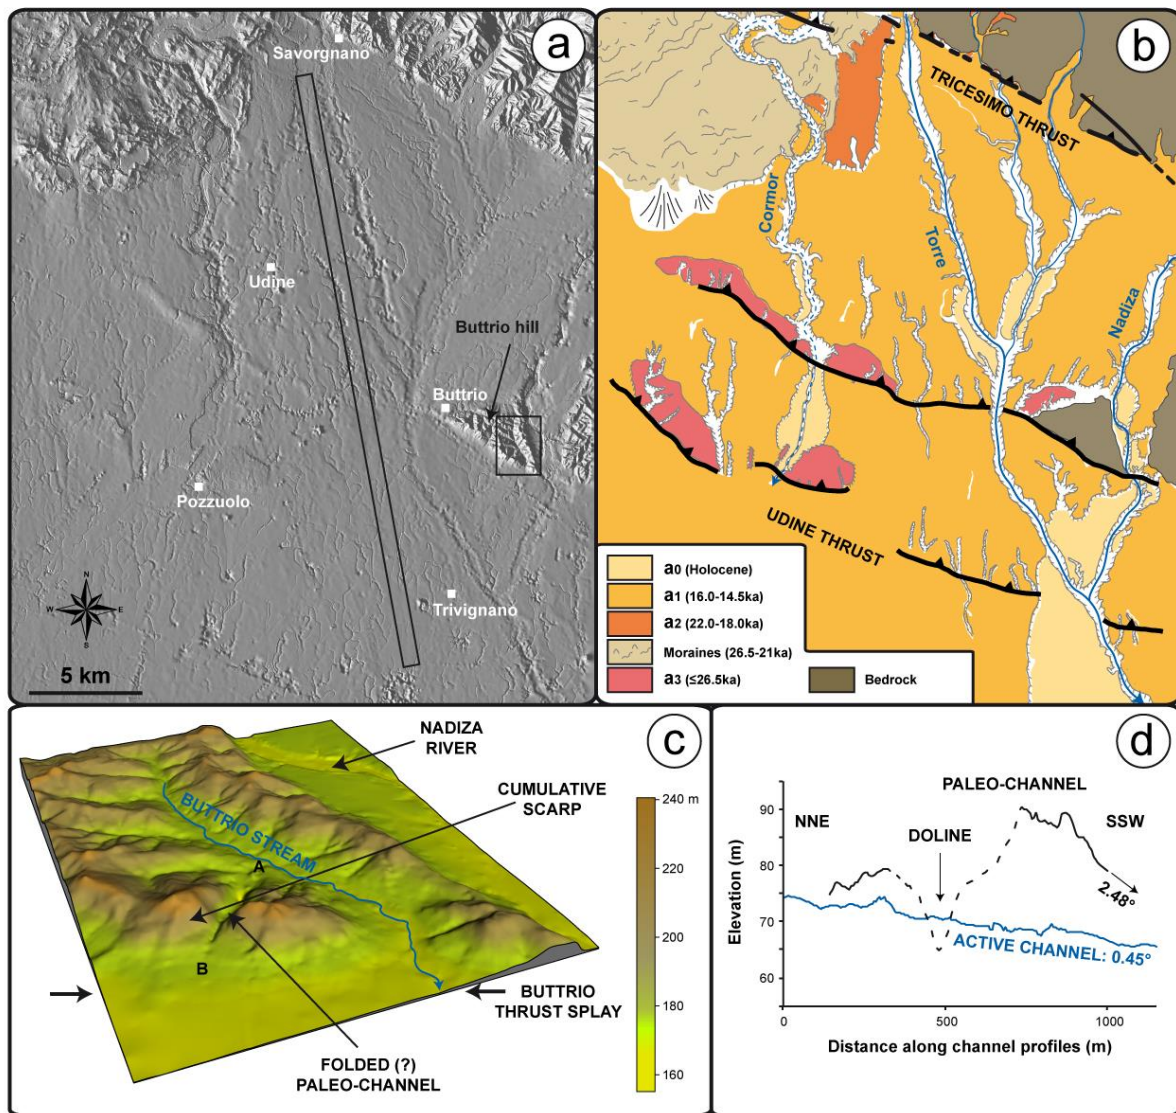 a
Savorgnano
Udine
Buttrio hill
Buttrio
Pozzuolo
Trivignano
N
W
E
S
5 km
b
TRICESIMO THRUST
Cormor
Torre
Nadiza
UDINE THRUST
a0 (Holocene)
a1 (16.0-14.5ka)
a2 (22.0-18.0ka)
Moraines (26.5-21ka)
a3 (≤26.5ka)
Bedrock
c
NADIZA
RIVER
CUMULATIVE
SCARP
BUTTRIO STREAM
A
B
BUTTRIO
THRUST SPLAY
FOLDED (?)
PALEO-CHANNEL
240 m
220
200
180
160
d
PALEO-CHANNEL
NNE
SSW
DOLINE
2.48°
ACTIVE CHANNEL: 0.45°
Elevation (m)
90
80
70
60
0
500
1000
Distance along channel profiles (m)